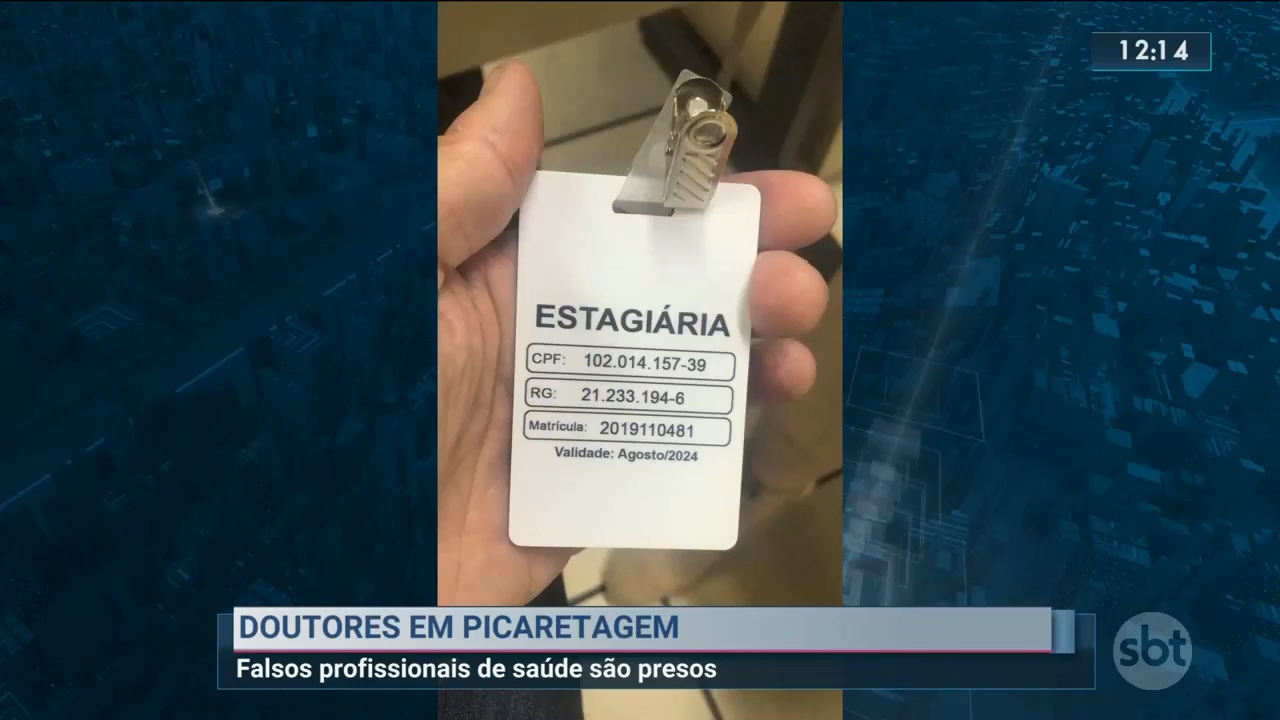 12:14
ESTAGIÁRIA
CPF: 102.014.157-39
RG: 21.233.194-6
Matrícula: 2019110481
Validade: Agosto/2024
DOUTORES EM PICARETAGEM
Falsos profissionais de saúde são presos
sbt